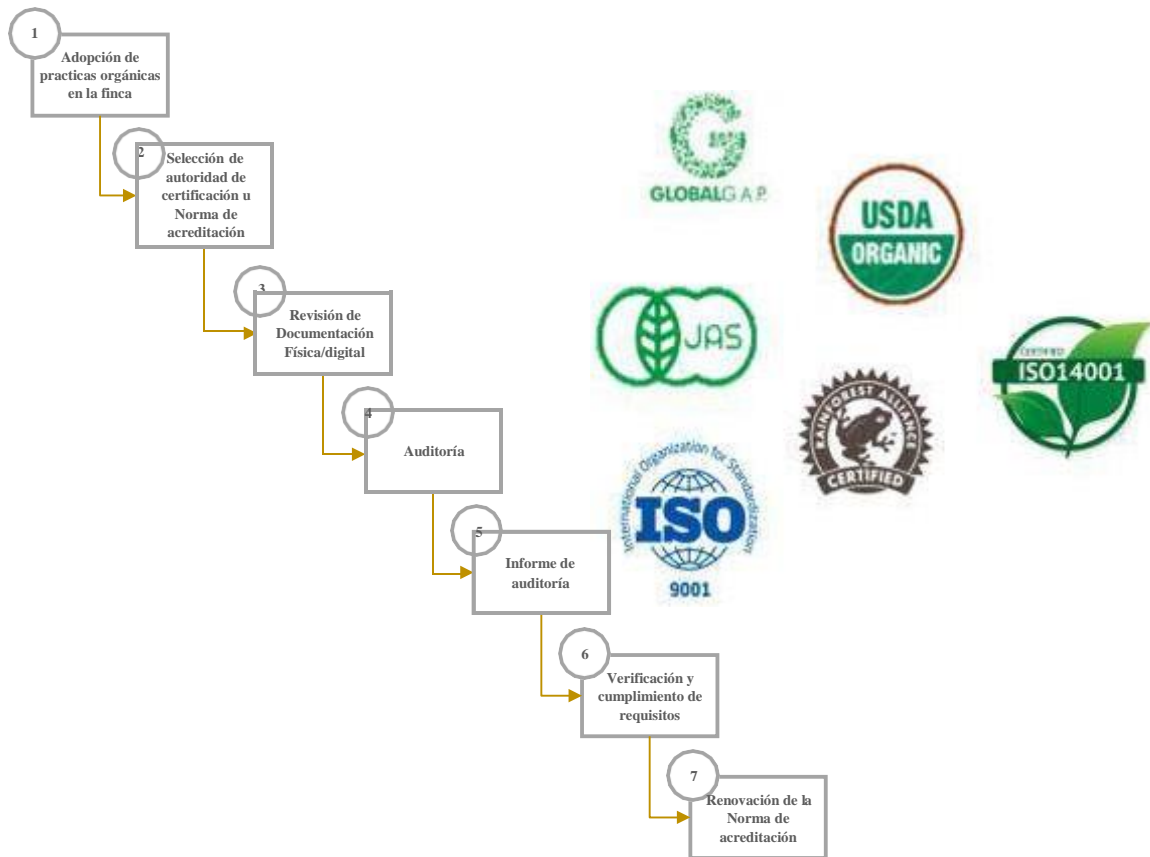 1
Adopción de
practicas orgánicas
en la finca
2
Selección de
autoridad de
certificación u
Norma de
acreditación
3
Revisión de
Documentación
Física/digital
4
Auditoría
5
Informe de
auditoría
6
Verificación y
cumplimiento de
requisitos
7
Renovación de la
Norma de
acreditación
GLOBALG.A.P.
USDA
ORGANIC
JAS
CERTIFIED
ISO14001
RAINFOREST ALLIANCE
CERTIFIED
International Organization for Standardization
ISO
9001